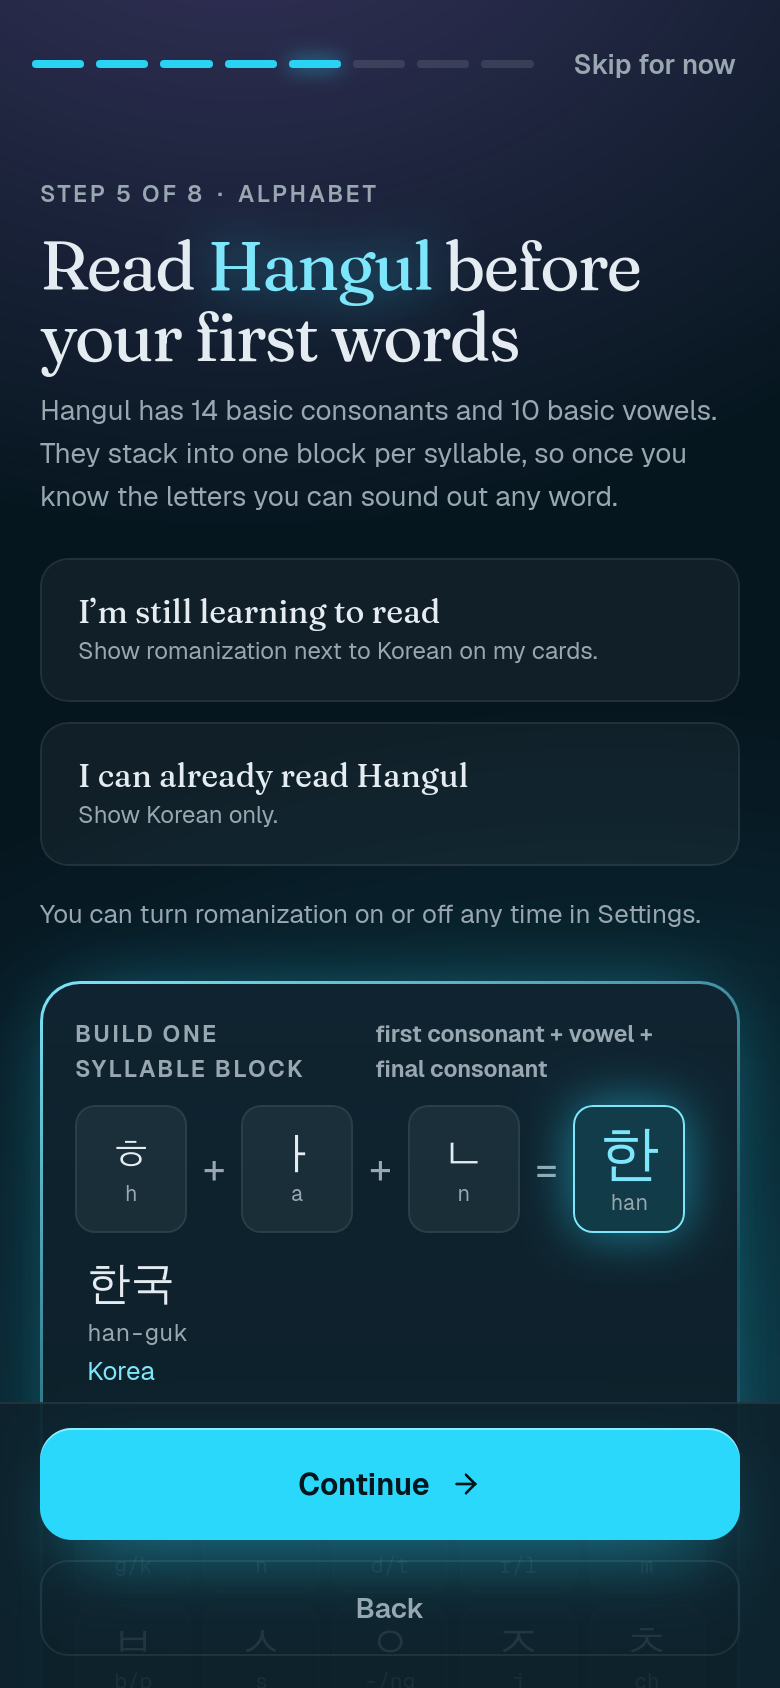 Skip for now
STEP 5 OF 8 · ALPHABET
Read Hangul before
your first words
Hangul has 14 basic consonants and 10 basic vowels.
They stack into one block per syllable, so once you
know the letters you can sound out any word.
I’m still learning to read
Show romanization next to Korean on my cards.
I can already read Hangul
Show Korean only.
You can turn romanization on or off any time in Settings.
BUILD ONE
SYLLABLE BLOCK
first consonant + vowel +
final consonant
ㅎ + ㅏ + ㄴ = 한
h a n han
한국
han-guk
Korea
Continue →
g/k n d/t r/l m
Back
ㅂ ㅅ ㅇ ㅈ ㅊ
b/p s -/ng j ch